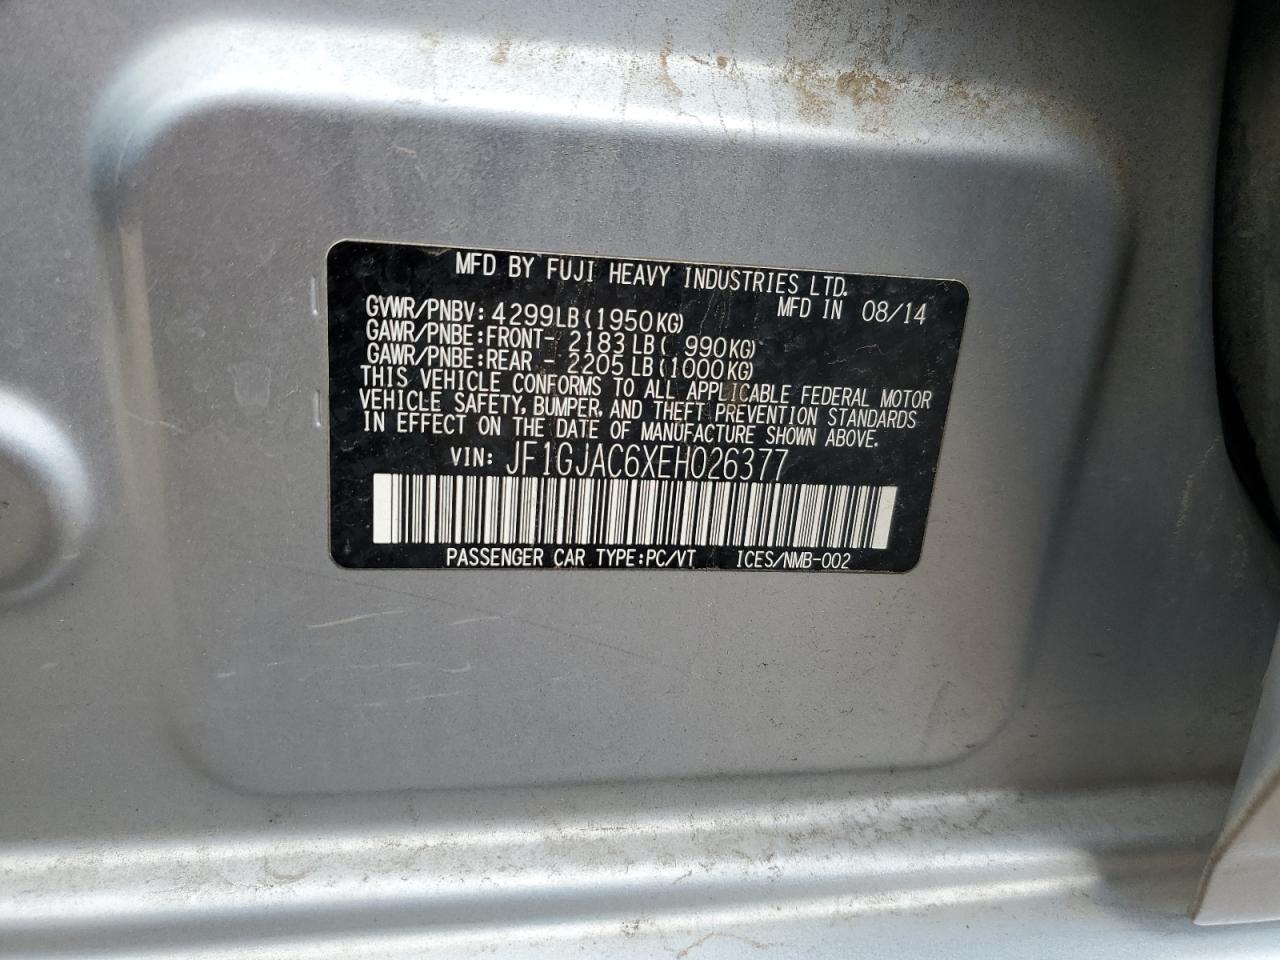 MFD BY FUJI HEAVY INDUSTRIES LTD.
MFD IN 08/14
GVWR/PNBV: 4299LB(1950KG)
GAWR/PNBE:FRONT- 2183LB( 990KG)
GAWR/PNBE:REAR - 2205LB(1000KG)
THIS VEHICLE CONFORMS TO ALL APPLICABLE FEDERAL MOTOR
VEHICLE SAFETY, BUMPER, AND THEFT PREVENTION STANDARDS
IN EFFECT ON THE DATE OF MANUFACTURE SHOWN ABOVE.
VIN: JF1GJAC6XEH026377
PASSENGER CAR TYPE:PC/VT ICES/NMB-002